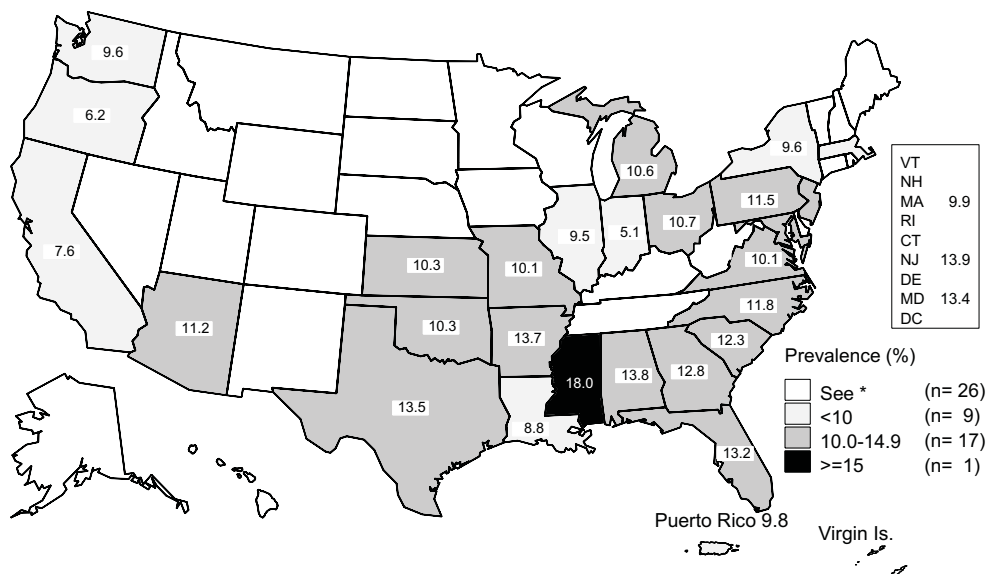 9.6
6.2
9.6
10.6
11.5
10.7
9.5
5.1
7.6
10.3
10.1
10.1
11.2
10.3
13.7
11.8
12.3
18.0
13.8
12.8
13.5
8.8
13.2
VT
NH
MA 9.9
RI
CT
NJ 13.9
DE
MD 13.4
DC
Prevalence (%)
See * (n= 26)
<10 (n= 9)
10.0-14.9 (n= 17)
>=15 (n= 1)
Puerto Rico 9.8
Virgin Is.